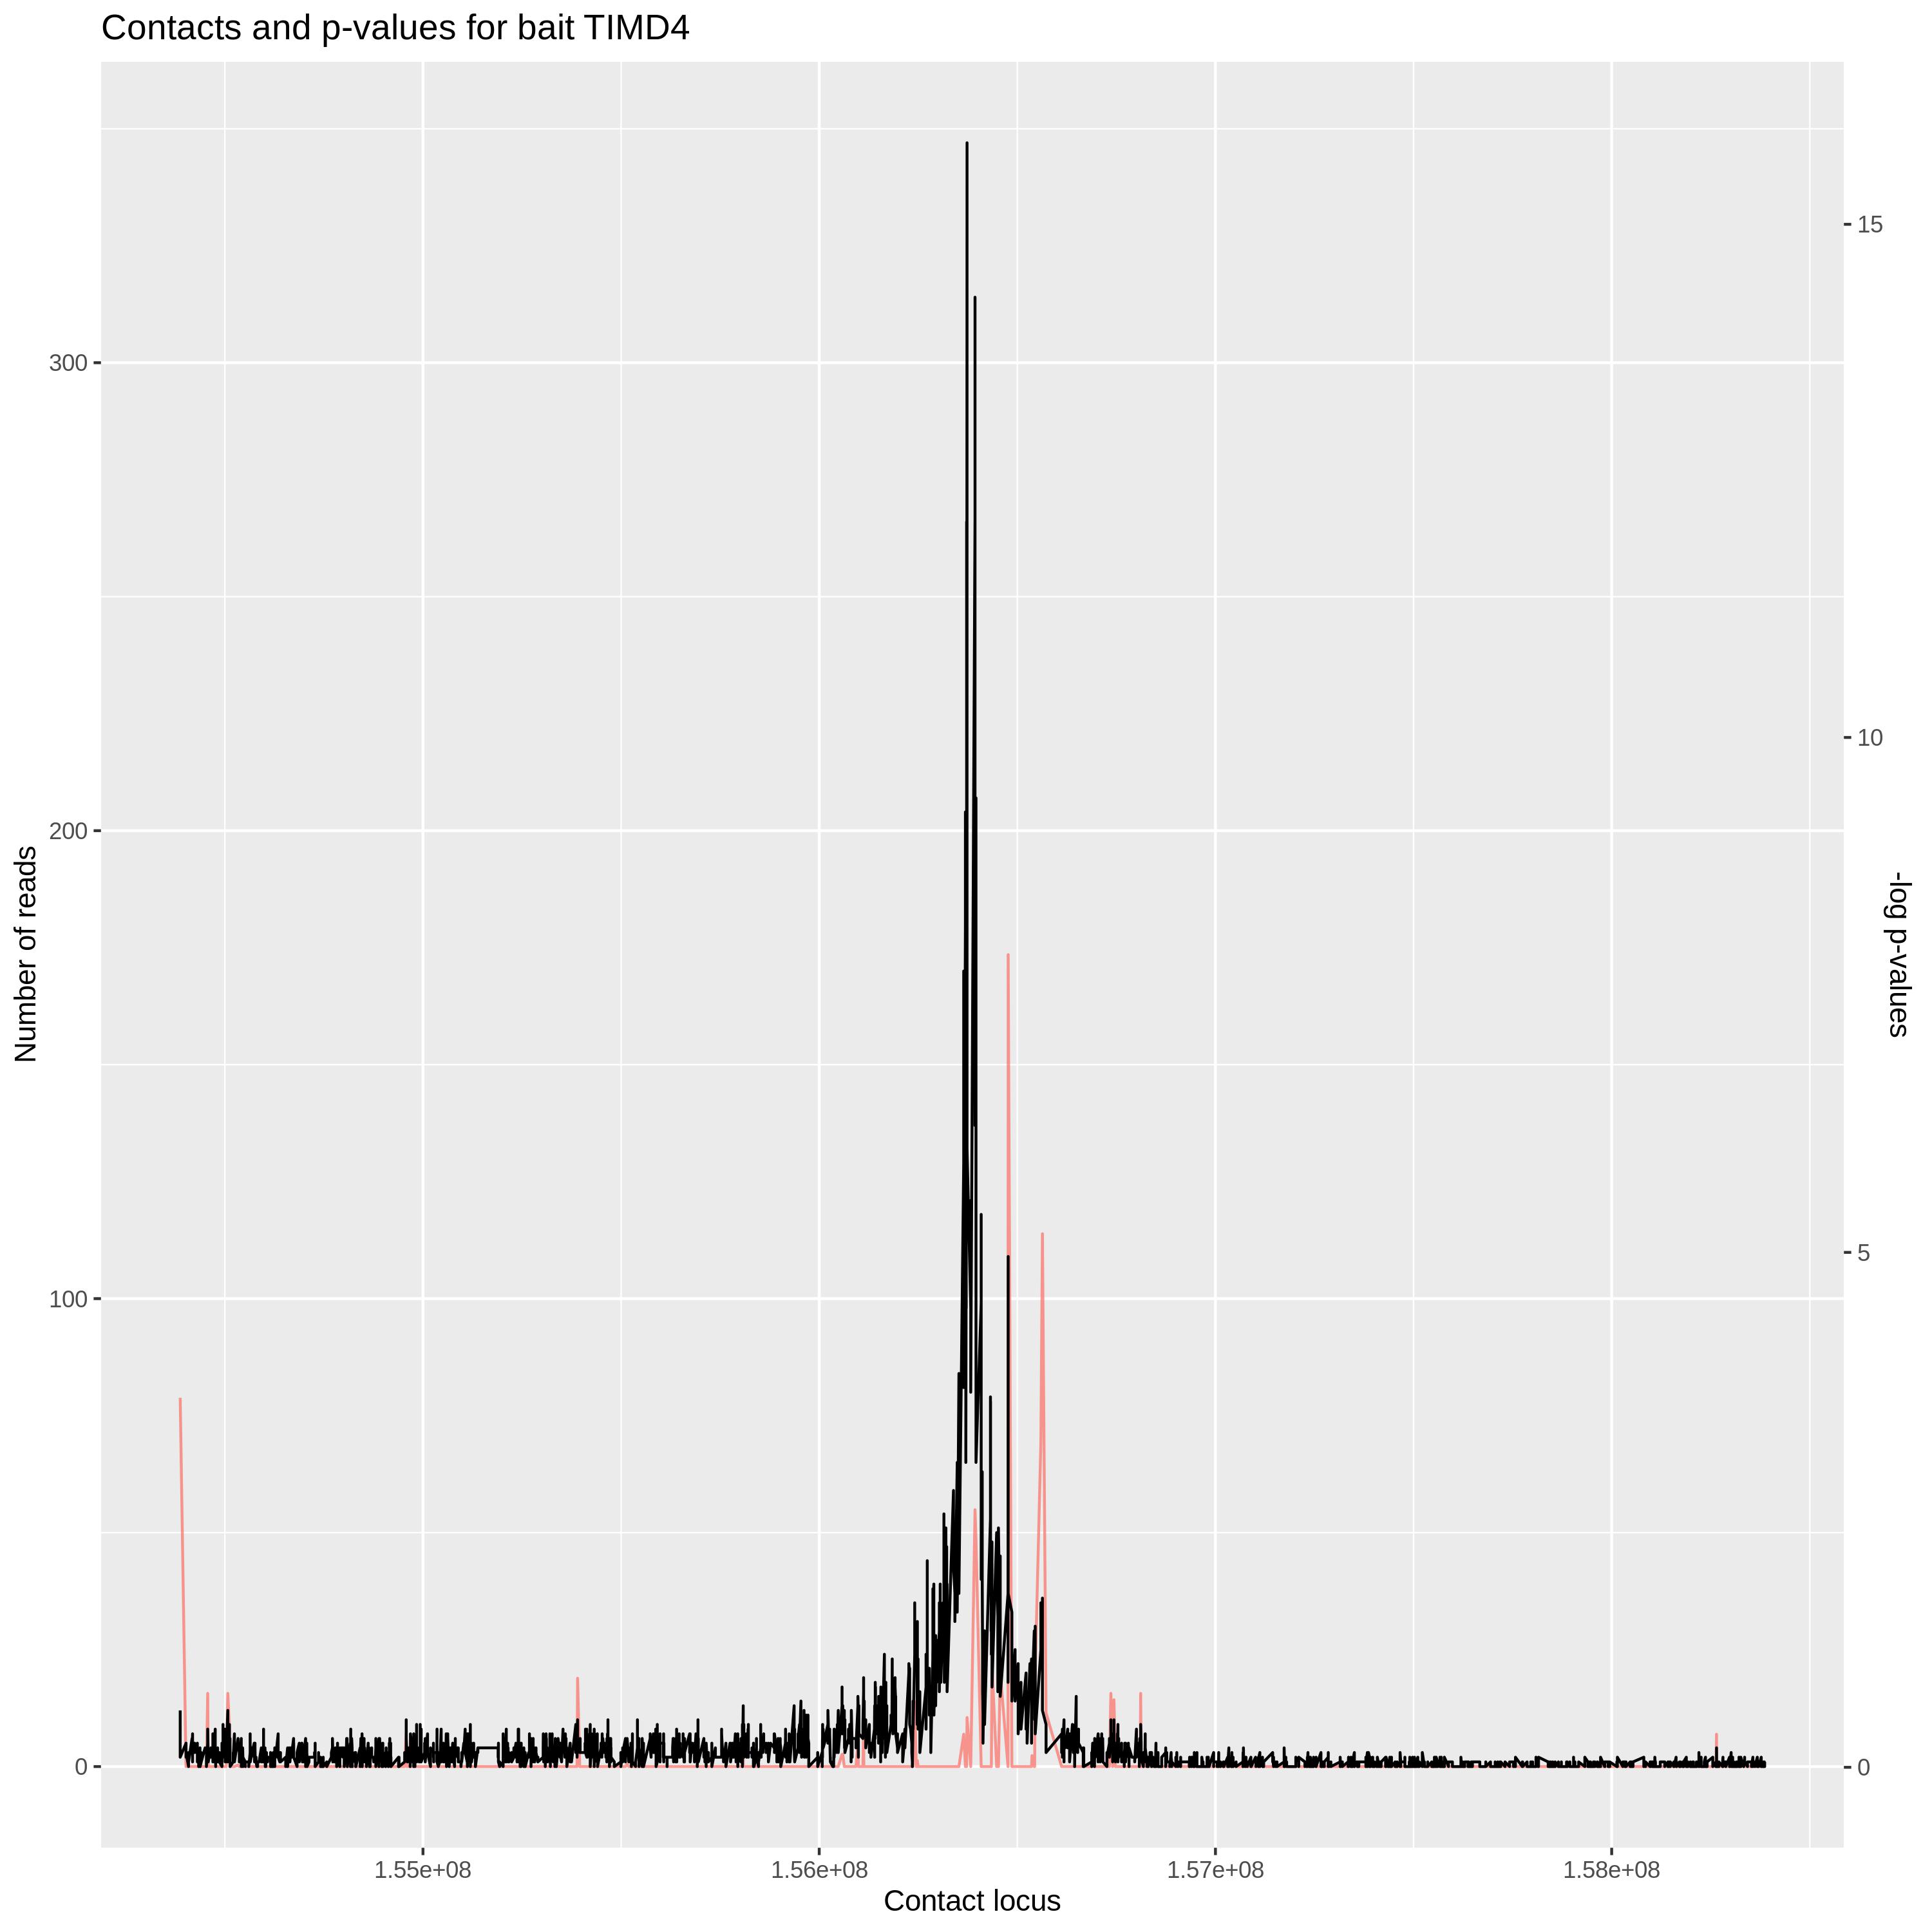 Contacts and p-values for bait TIMD4
Number of reads
300
200
100
0
15
10
5
0
-log p-values
1.55e+08
1.56e+08
1.57e+08
1.58e+08
Contact locus